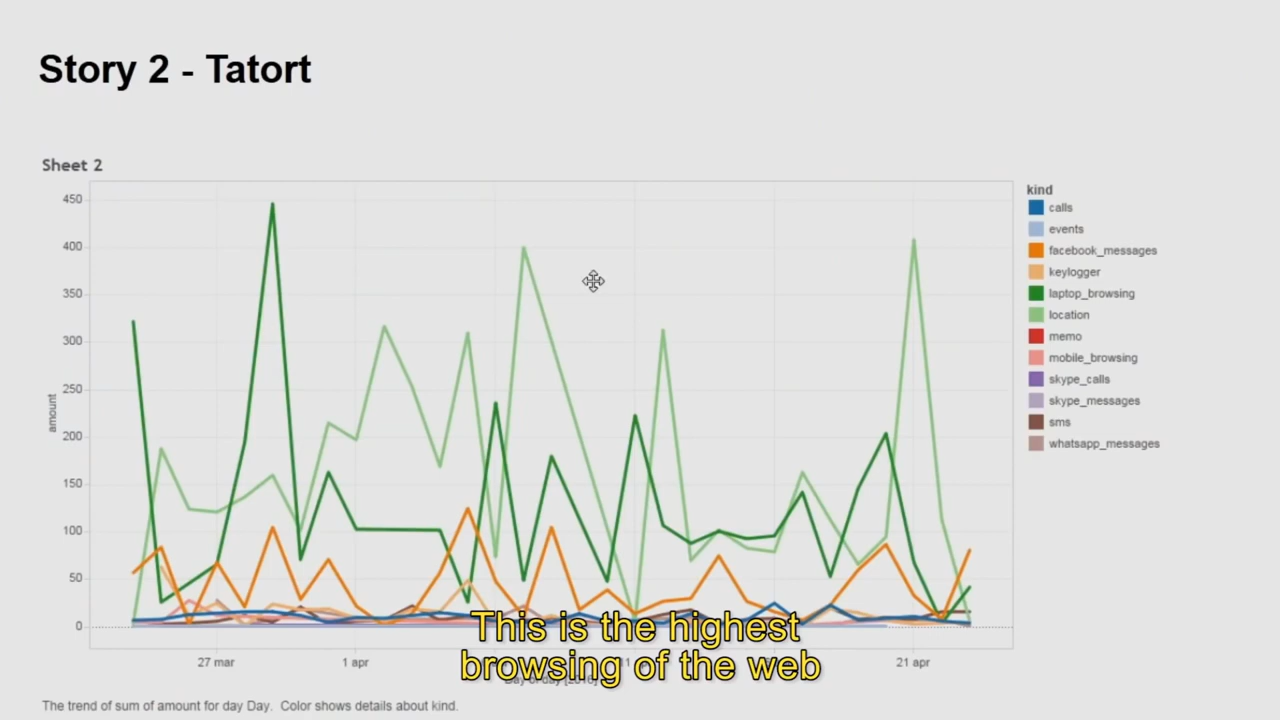 Story 2 - Tatort
Sheet 2
450
400
350
300
250
200
150
100
50
0
amount
27 mar
1 apr
21 apr
kind
calls
events
facebook_messages
keylogger
laptop_browsing
location
memo
mobile_browsing
skype_calls
skype_messages
sms
whatsapp_messages
This is the highest
browsing of the web
The trend of sum of amount for day Day.  Color shows details about kind.